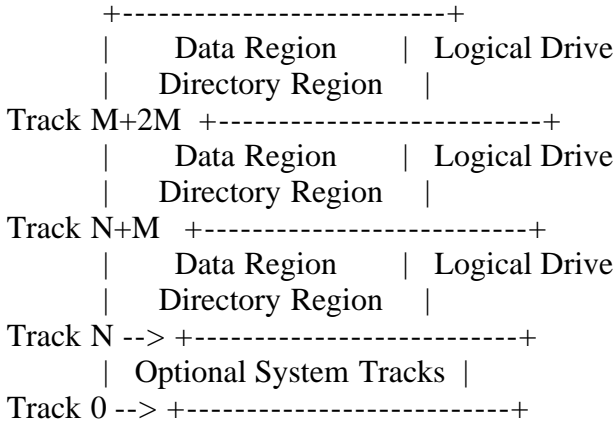 +---------------------------+
| Data Region | Logical Drive
| Directory Region |
Track M+2M +---------------------------+
| Data Region | Logical Drive
| Directory Region |
Track N+M +---------------------------+
| Data Region | Logical Drive
| Directory Region |
Track N --> +---------------------------+
| Optional System Tracks |
Track 0 --> +---------------------------+